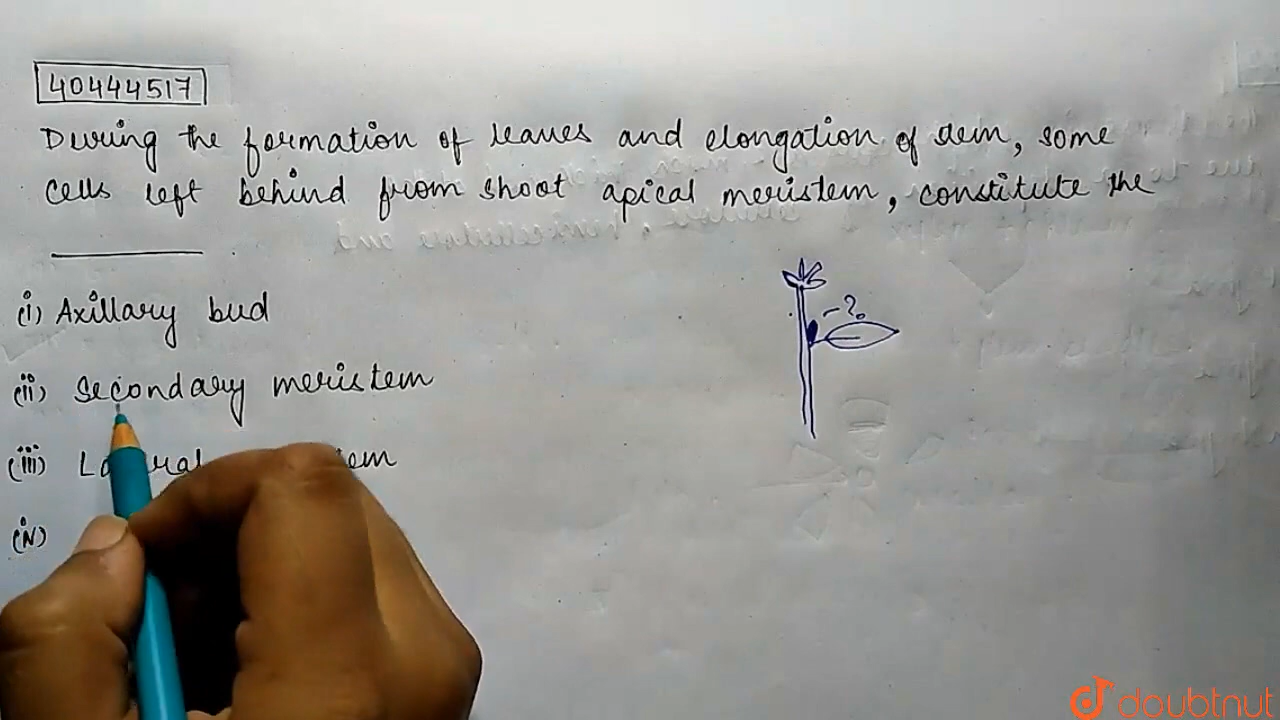 40444517
During the formation of leaves and elongation of stem, some
cells left behind from shoot apical meristem, constitute the
.
(i) Axillary bud
-?
(ii) Secondary meristem
(iii)
(iv)
doubtnut